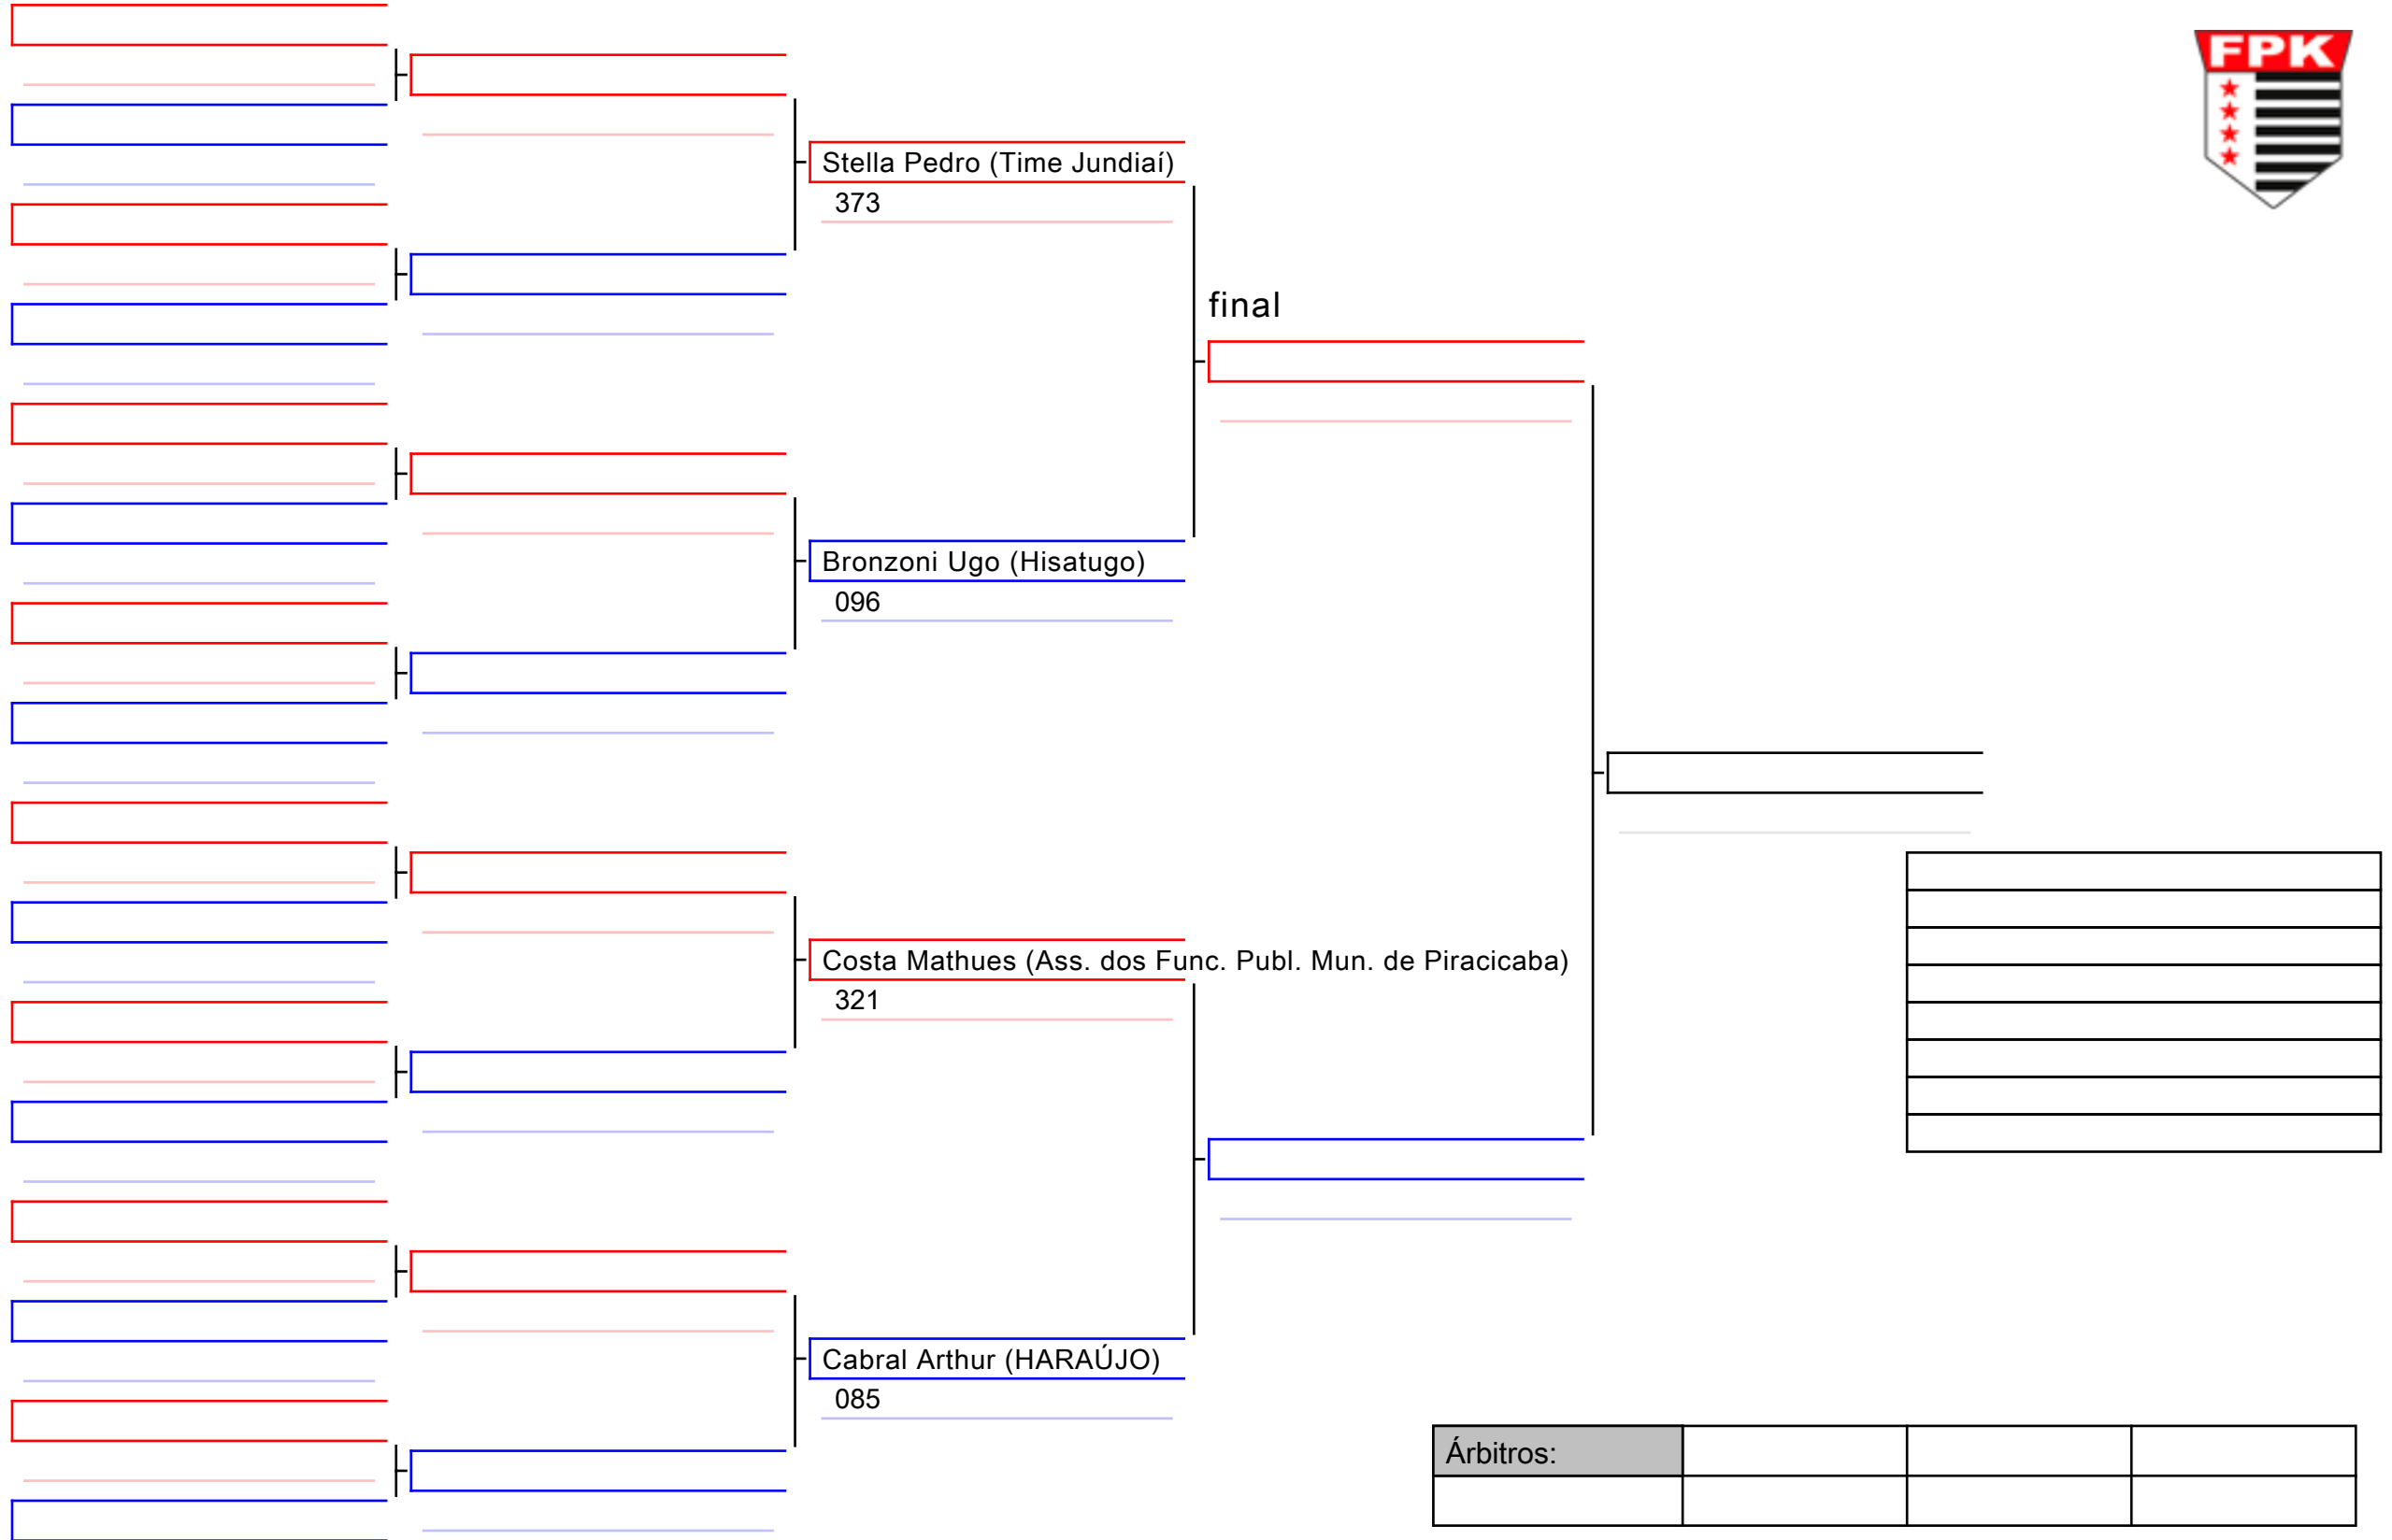 FPK
Stella Pedro (Time Jundiaí)
373
final
Bronzoni Ugo (Hisatugo)
096
Costa Mathues (Ass. dos Func. Publ. Mun. de Piracicaba)
321
Cabral Arthur (HARAÚJO)
085
Árbitros: